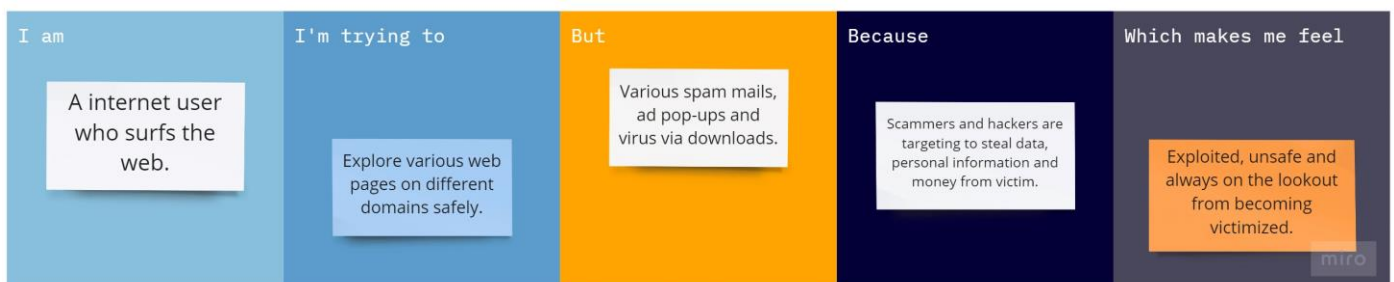 I am
A internet user
who surfs the
web.
I'm trying to
Explore various web
pages on different
domains safely.
But
Various spam mails,
ad pop-ups and
virus via downloads.
Because
Scammers and hackers are
targeting to steal data,
personal information and
money from victim.
Which makes me feel
Exploited, unsafe and
always on the lookout
from becoming
victimized.
miro